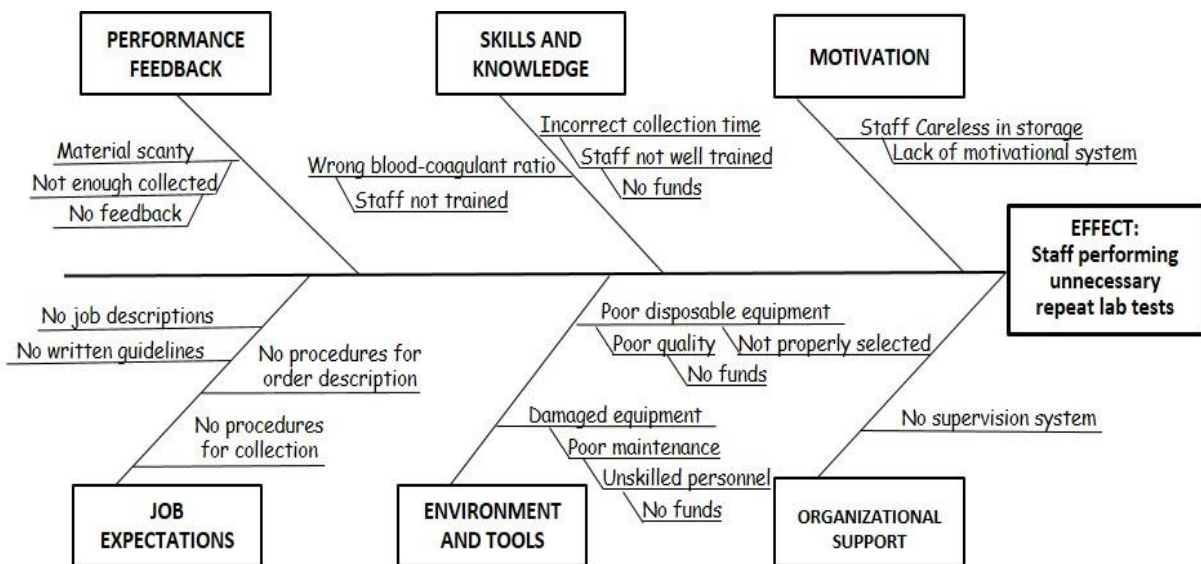 PERFORMANCE
FEEDBACK
SKILLS AND
KNOWLEDGE
MOTIVATION
Material scanty
Not enough collected
No feedback
Wrong blood-coagulant ratio
Staff not trained
Incorrect collection time
Staff not well trained
No funds
Staff Careless in storage
Lack of motivational system
EFFECT:
Staff performing
unnecessary
repeat lab tests
No job descriptions
No written guidelines
No procedures for
order description
No procedures
for collection
Poor disposable equipment
Poor quality
Not properly selected
No funds
Damaged equipment
Poor maintenance
Unskilled personnel
No funds
No supervision system
JOB
EXPECTATIONS
ENVIRONMENT
AND TOOLS
ORGANIZATIONAL
SUPPORT